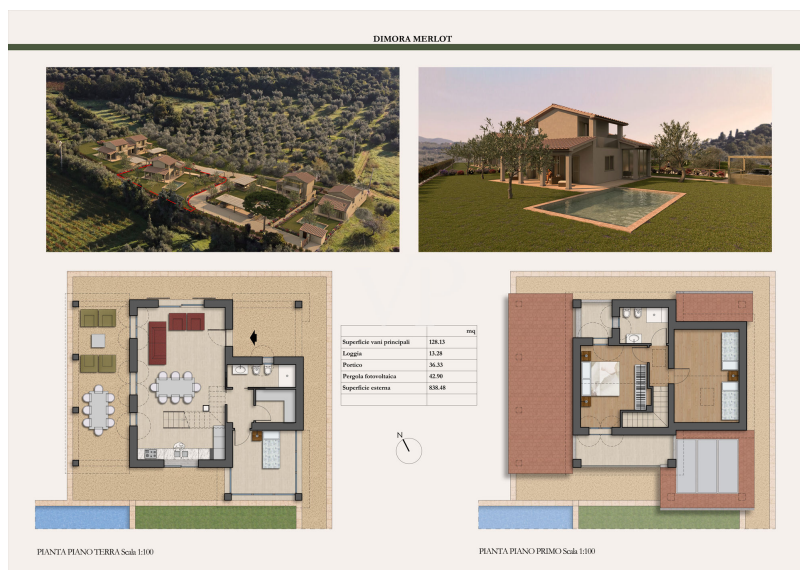 DIMORA MERLOT
mq
Superficie vani principali 128.13
Loggia 13.28
Portico 36.33
Pergola fotovoltaica 42.90
Superficie esterna 838.48
N
PIANTA PIANO TERRA Scala 1:100
PIANTA PIANO PRIMO Scala 1:100